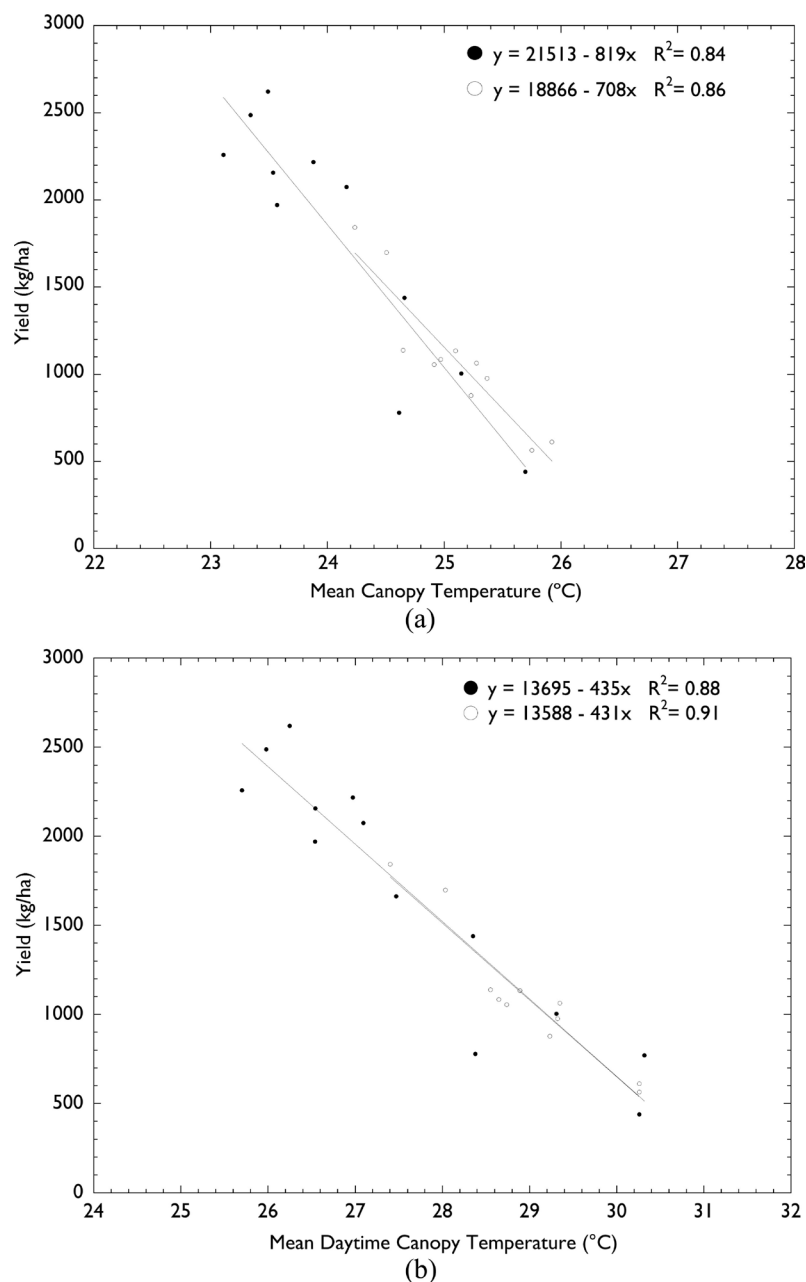 3000
● y = 21513 - 819x R²= 0.84
○ y = 18866 - 708x R²= 0.86
2500
2000
Yield (kg/ha)
1500
1000
500
0
22 23 24 25 26 27 28
Mean Canopy Temperature (°C)
(a)
3000
● y = 13695 - 435x R²= 0.88
○ y = 13588 - 431x R²= 0.91
2500
2000
Yield (kg/ha)
1500
1000
500
0
24 25 26 27 28 29 30 31 32
Mean Daytime Canopy Temperature (°C)
(b)